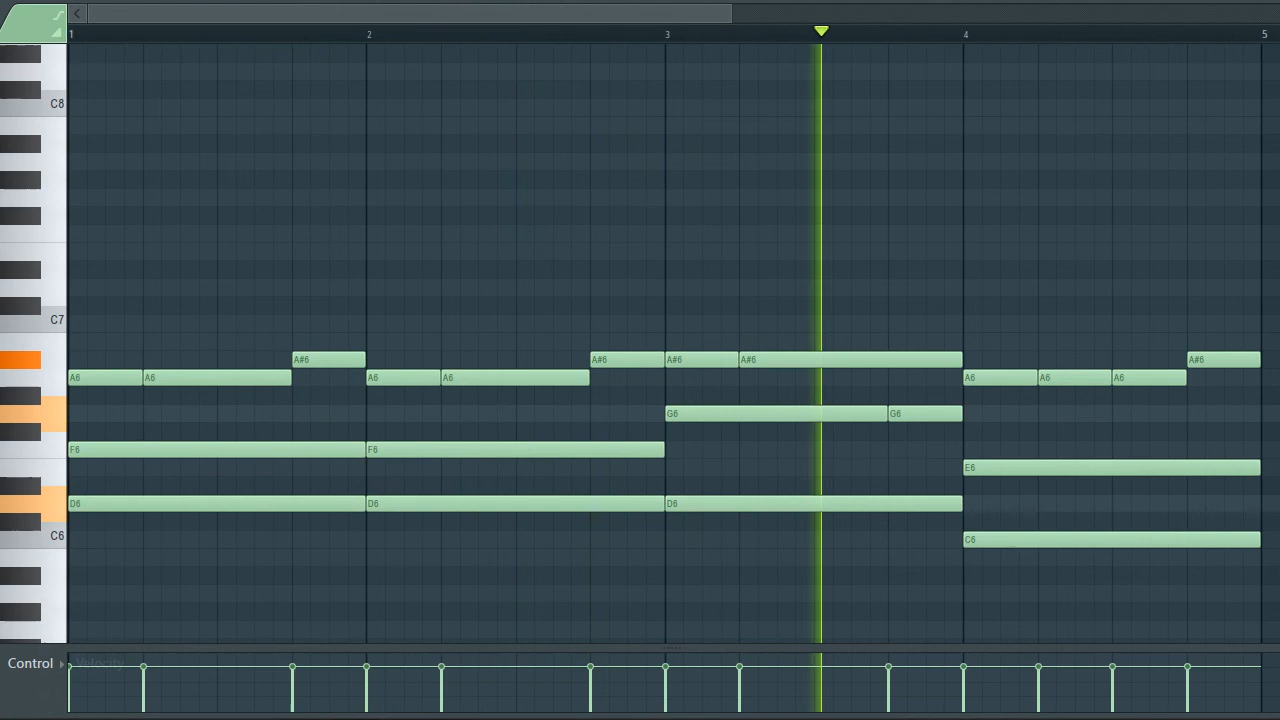 1 2 3 4 5
C8
C7
A#6 A#6 A#6 A#6 A#6
A6 A6 A6 A6 A6 A6 A6
G6 G6
F6 F6
E6
D6 D6 D6
C6
C6
Control Velocity